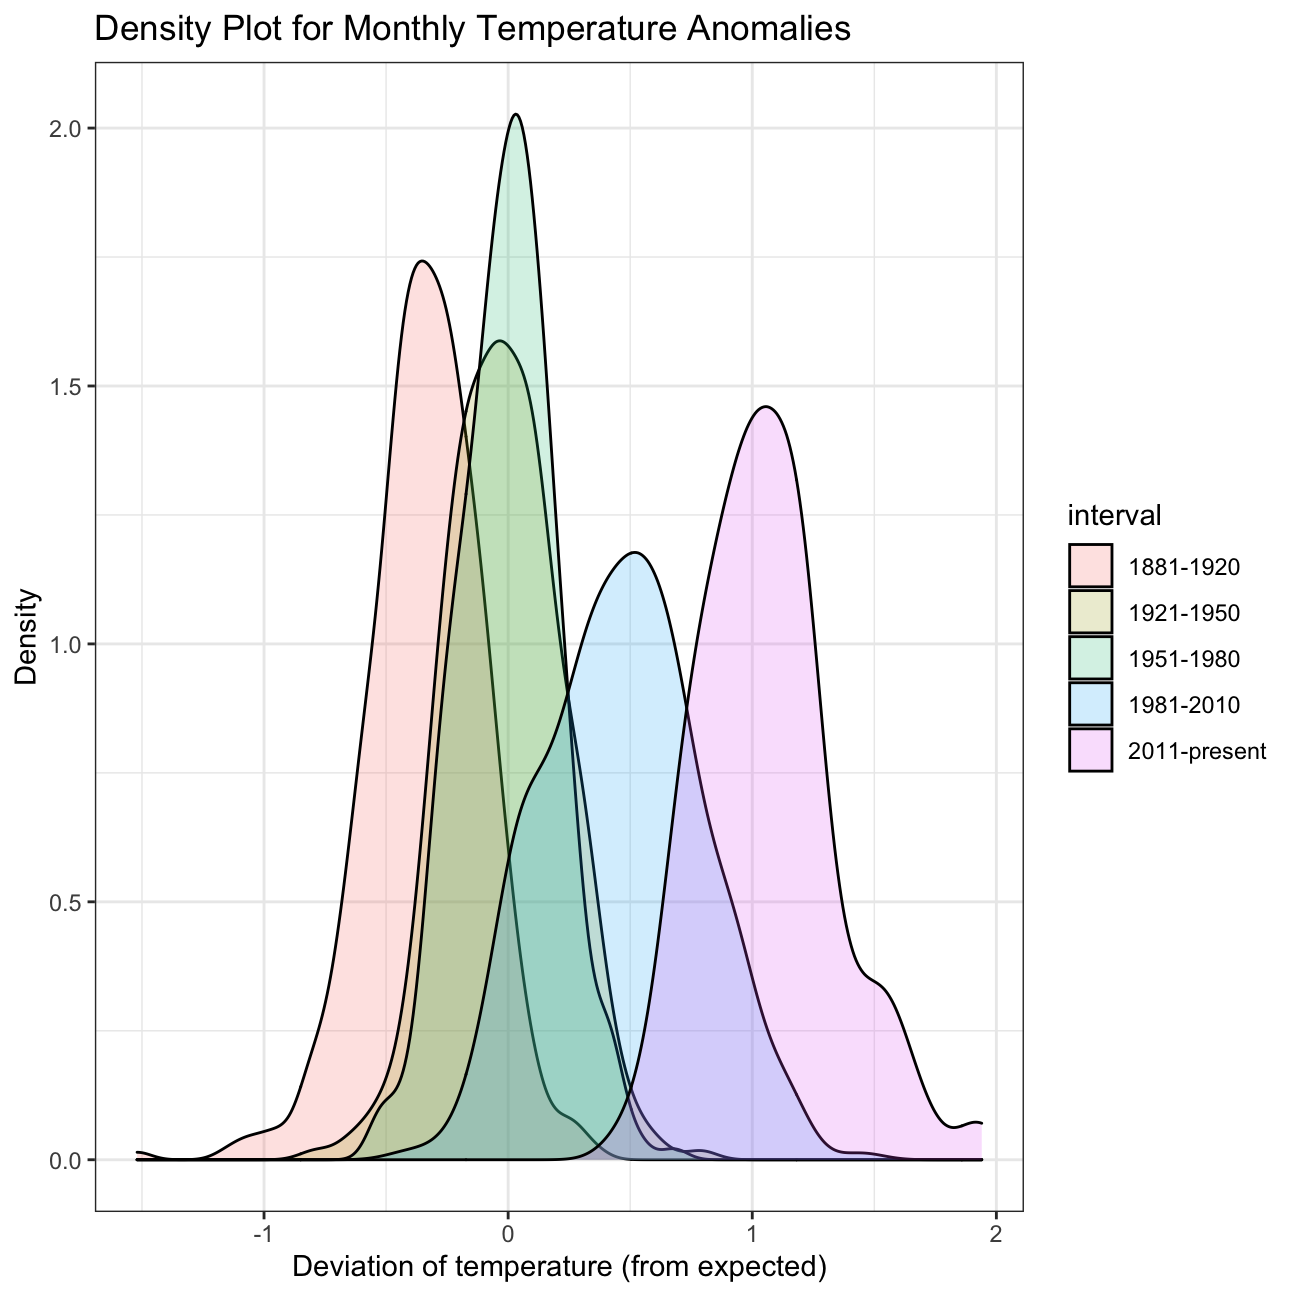 Density Plot for Monthly Temperature Anomalies
2.0
1.5
1.0
0.5
0.0
Density
-1 0 1 2
Deviation of temperature (from expected)
interval
1881-1920
1921-1950
1951-1980
1981-2010
2011-present